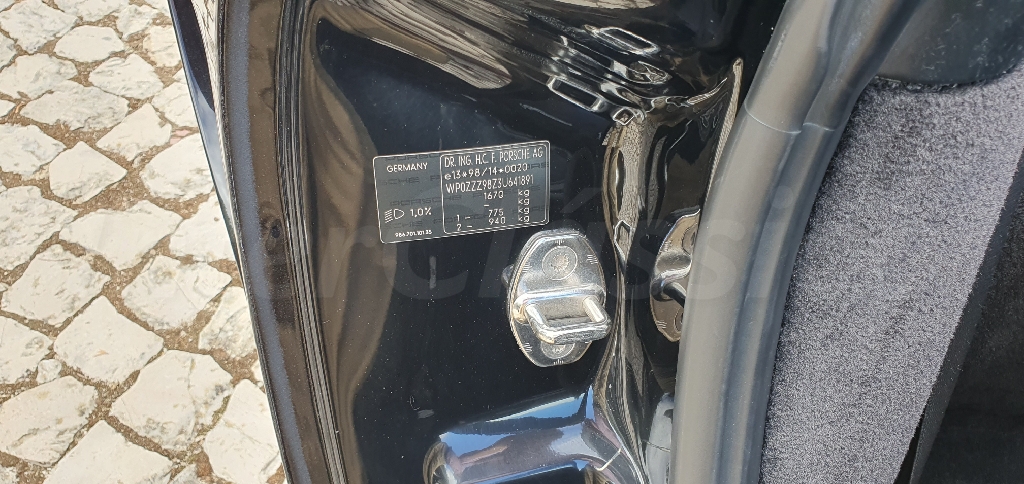 GERMANY
DR. ING. H.C. F. PORSCHE AG
e13*98/14*0020
WP0ZZZ98Z3U641891
1670 kg
— kg
1,0%
1 — 775 kg
2 — 940 kg
986.701.101.35